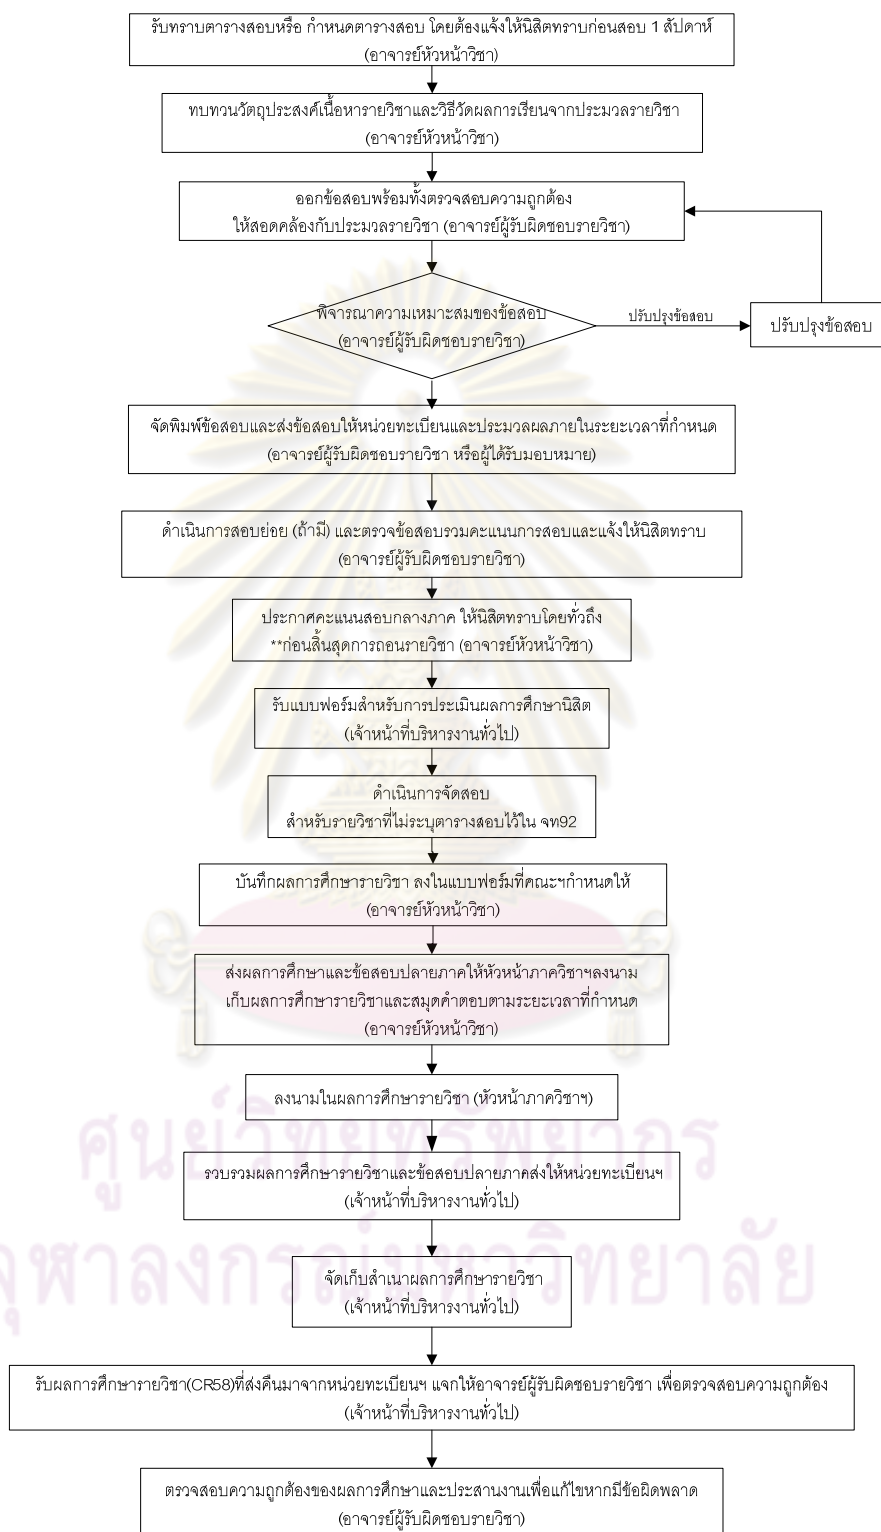 รับทราบตารางสอบหรือ กำหนดตารางสอบ โดยต้องแจ้งให้นิสิตทราบก่อนสอบ 1 สัปดาห์
(อาจารย์หัวหน้าวิชา)
ทบทวนวัตถุประสงค์เนื้อหารายวิชาและวิธีวัดผลการเรียนจากประมวลรายวิชา
(อาจารย์หัวหน้าวิชา)
ออกข้อสอบพร้อมทั้งตรวจสอบความถูกต้อง
ให้สอดคล้องกับประมวลรายวิชา (อาจารย์ผู้รับผิดชอบรายวิชา)
พิจารณาความเหมาะสมของข้อสอบ
(อาจารย์ผู้รับผิดชอบรายวิชา)
ปรับปรุงข้อสอบ
ปรับปรุงข้อสอบ
จัดพิมพ์ข้อสอบและส่งข้อสอบให้หน่วยทะเบียนและประมวลผลภายในระยะเวลาที่กำหนด
(อาจารย์ผู้รับผิดชอบรายวิชา หรือผู้ได้รับมอบหมาย)
ดำเนินการสอบย่อย (ถ้ามี) และตรวจข้อสอบรวมคะแนนการสอบและแจ้งให้นิสิตทราบ
(อาจารย์ผู้รับผิดชอบรายวิชา)
ประกาศคะแนนสอบกลางภาค ให้นิสิตทราบโดยทั่วถึง
**ก่อนสิ้นสุดการถอนรายวิชา (อาจารย์หัวหน้าวิชา)
รับแบบฟอร์มสำหรับการประเมินผลการศึกษานิสิต
(เจ้าหน้าที่บริหารงานทั่วไป)
ดำเนินการจัดสอบ
สำหรับรายวิชาที่ไม่ระบุตารางสอบไว้ใน จท92
บันทึกผลการศึกษารายวิชา ลงในแบบฟอร์มที่คณะฯกำหนดให้
(อาจารย์หัวหน้าวิชา)
ส่งผลการศึกษาและข้อสอบปลายภาคให้หัวหน้าภาควิชาฯลงนาม
เก็บผลการศึกษารายวิชาและสมุดคำตอบตามระยะเวลาที่กำหนด
(อาจารย์หัวหน้าวิชา)
ลงนามในผลการศึกษารายวิชา (หัวหน้าภาควิชาฯ)
ศูนย์วิทยทรัพยากร
รวบรวมผลการศึกษารายวิชาและข้อสอบปลายภาคส่งให้หน่วยทะเบียนฯ
(เจ้าหน้าที่บริหารงานทั่วไป)
จุฬาลงกรณ์มหาวิทยาลัย
จัดเก็บสำเนาผลการศึกษารายวิชา
(เจ้าหน้าที่บริหารงานทั่วไป)
รับผลการศึกษารายวิชา(CR58)ที่ส่งคืนมาจากหน่วยทะเบียนฯ แจกให้อาจารย์ผู้รับผิดชอบรายวิชา เพื่อตรวจสอบความถูกต้อง
(เจ้าหน้าที่บริหารงานทั่วไป)
ตรวจสอบความถูกต้องของผลการศึกษาและประสานงานเพื่อแก้ไขหากมีข้อผิดพลาด
(อาจารย์ผู้รับผิดชอบรายวิชา)